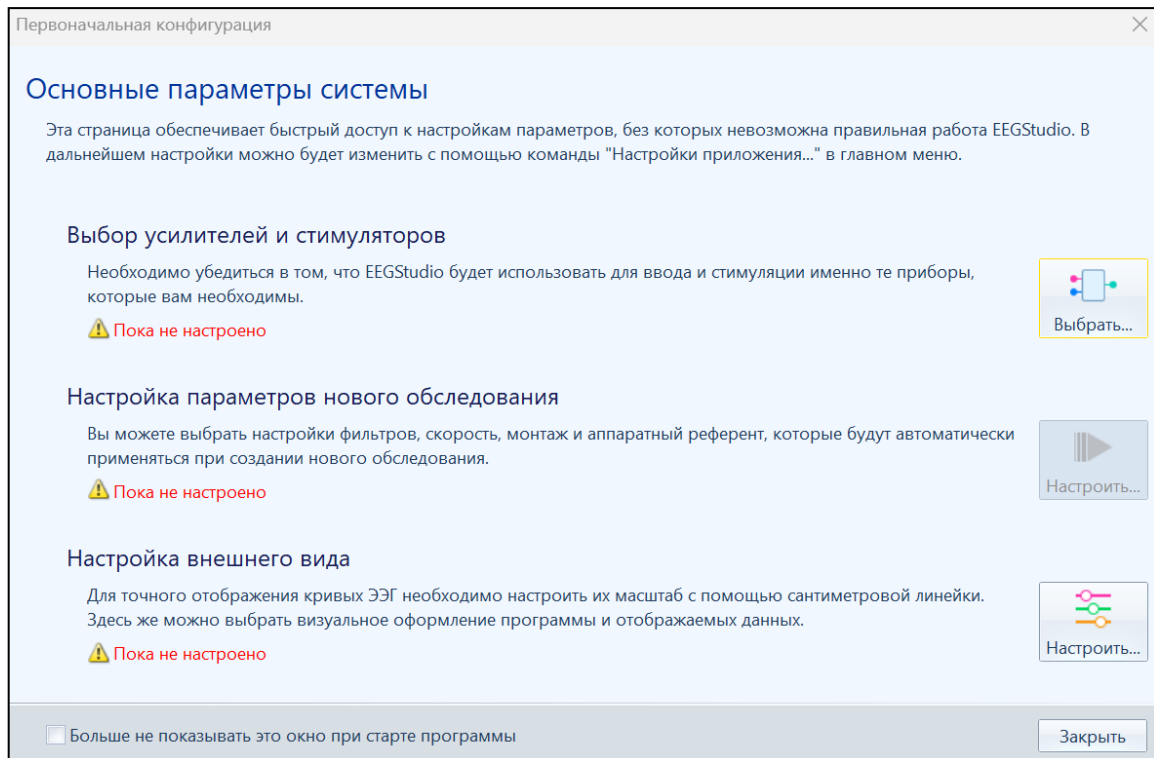 Первоначальная конфигурация
Основные параметры системы
Эта страница обеспечивает быстрый доступ к настройкам параметров, без которых невозможна правильная работа EEGStudio. В
дальнейшем настройки можно будет изменить с помощью команды "Настройки приложения..." в главном меню.
Выбор усилителей и стимуляторов
Необходимо убедиться в том, что EEGStudio будет использовать для ввода и стимуляции именно те приборы,
которые вам необходимы.
Пока не настроено
Выбрать...
Настройка параметров нового обследования
Вы можете выбрать настройки фильтров, скорость, монтаж и аппаратный референт, которые будут автоматически
применяться при создании нового обследования.
Пока не настроено
Настроить...
Настройка внешнего вида
Для точного отображения кривых ЭЭГ необходимо настроить их масштаб с помощью сантиметровой линейки.
Здесь же можно выбрать визуальное оформление программы и отображаемых данных.
Пока не настроено
Настроить...
Больше не показывать это окно при старте программы
Закрыть